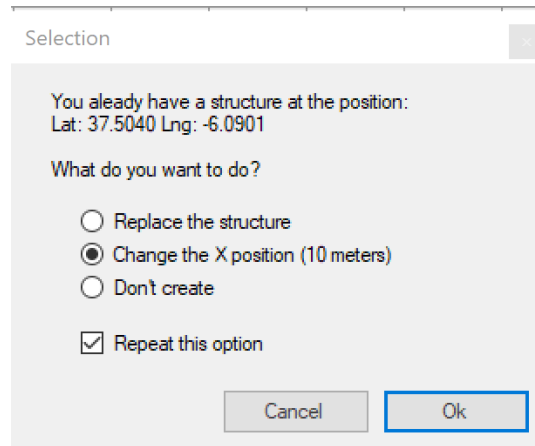 Selection
You aleady have a structure at the position:
Lat: 37.5040 Lng: -6.0901
What do you want to do?
Replace the structure
Change the X position (10 meters)
Don't create
Repeat this option
Cancel
Ok